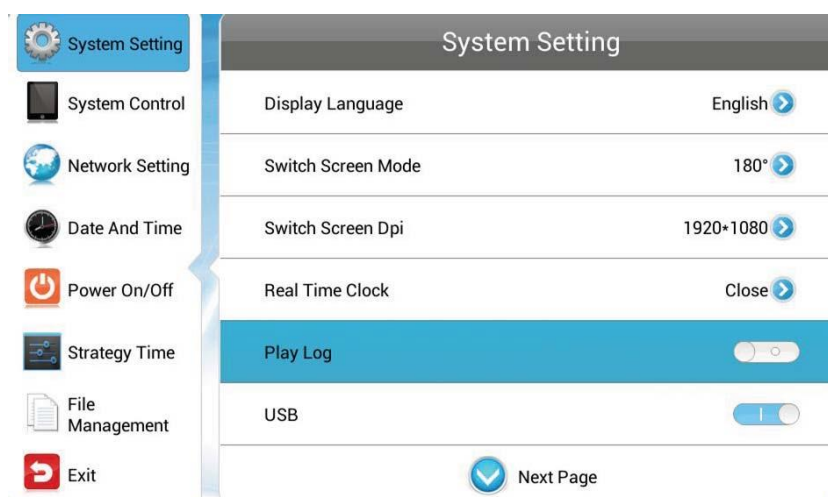 System Setting
System Control
Network Setting
Date And Time
Power On/Off
Strategy Time
File
Management
Exit
System Setting
Display Language English
Switch Screen Mode 180°
Switch Screen Dpi 1920*1080
Real Time Clock Close
Play Log
USB
Next Page